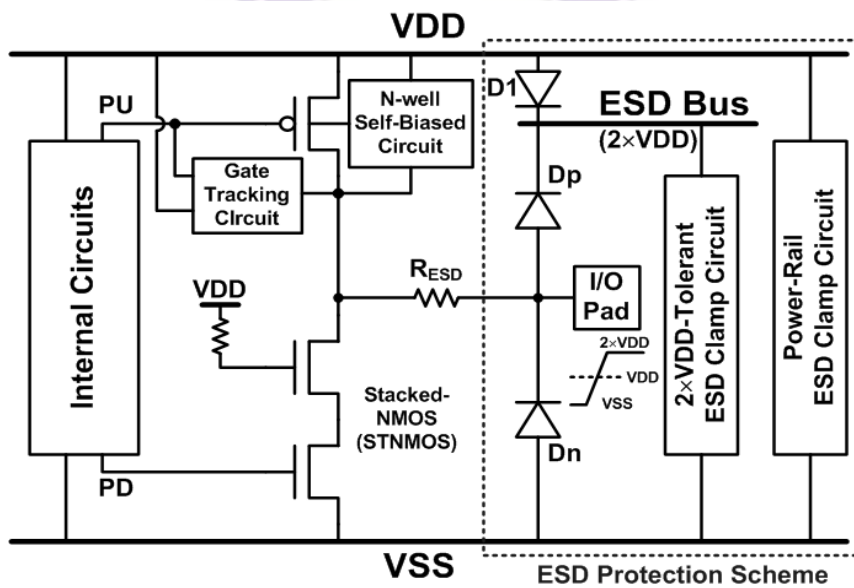 VDD
PU
N-well
Self-Biased
Circuit
Gate
Tracking
CIrcuit
Internal Circuits
VDD
PD
Stacked-
NMOS
(STNMOS)
RESD
D1
ESD Bus
(2×VDD)
Dp
I/O
Pad
2×VDD
VDD
VSS
Dn
2×VDD-Tolerant
ESD Clamp Circuit
Power-Rail
ESD Clamp Circuit
VSS
ESD Protection Scheme